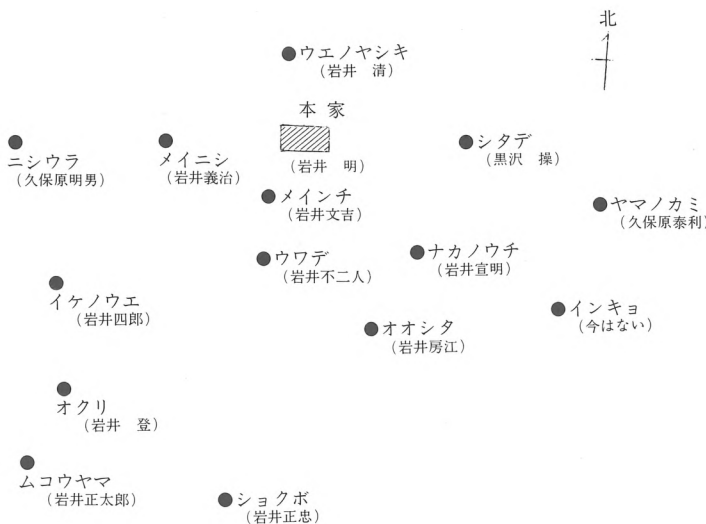 北
ウエノヤシキ
(岩井 清)
本家
(岩井 明)
ニシウラ
(久保原明男)
メイニシ
(岩井義治)
シタデ
(黒沢 操)
メインチ
(岩井文吉)
ヤマノカミ
(久保原泰利)
ウワデ
(岩井不二人)
ナカノウチ
(岩井宣明)
イケノウエ
(岩井四郎)
インキョ
(今はない)
オオシタ
(岩井房江)
オクリ
(岩井 登)
ムコウヤマ
(岩井正太郎)
ショクボ
(岩井正忠)